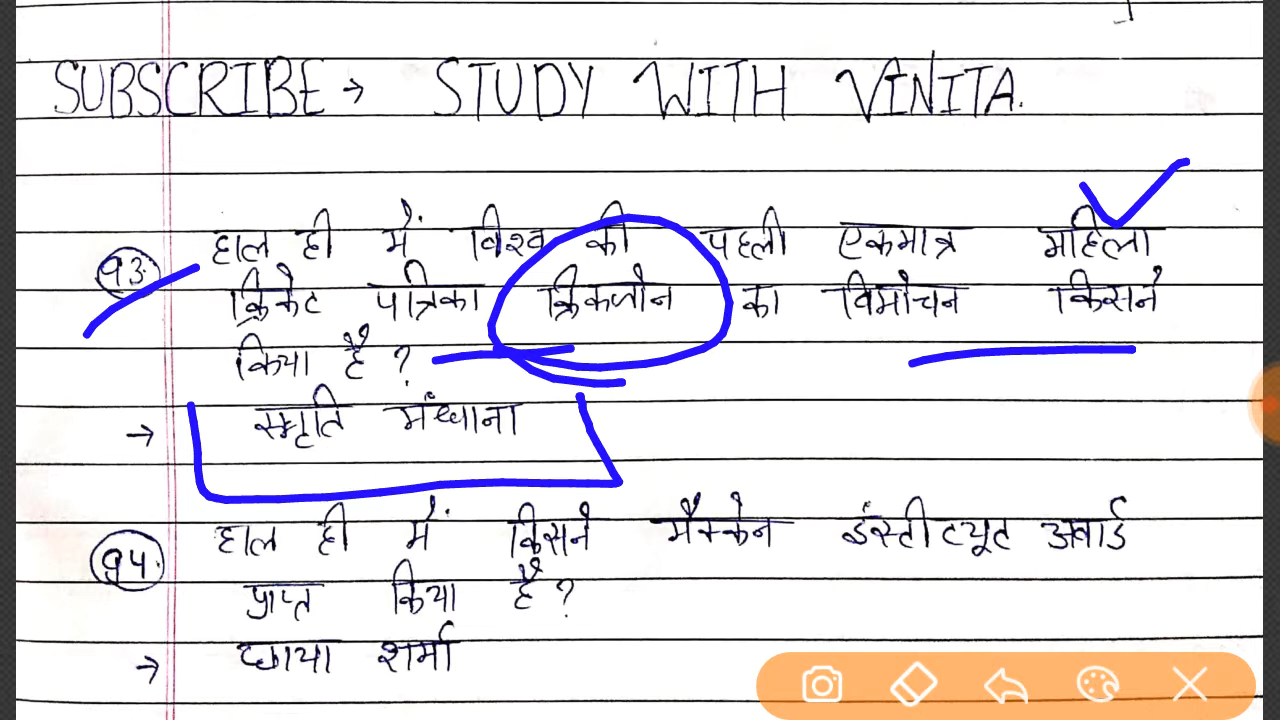 SUBSCRIBE → STUDY WITH VINITA.
93. हाल ही में विश्व की पहली एकमात्र महिला
क्रिकेट पत्रिका क्रिकजोन का विमोचन किसने
किया है ?
→ स्मृति मंधाना
94. हाल ही में किसने मैक्केन इंस्टीट्यूट अवार्ड
प्राप्त किया है ?
→ छाया शर्मा